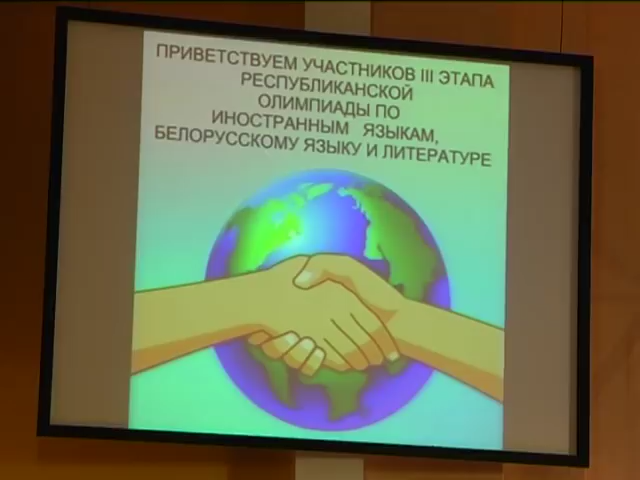 ПРИВЕТСТВУЕМ УЧАСТНИКОВ III ЭТАПА
РЕСПУБЛИКАНСКОЙ
ОЛИМПИАДЫ ПО
ИНОСТРАННЫМ ЯЗЫКАМ,
БЕЛОРУССКОМУ ЯЗЫКУ И ЛИТЕРАТУРЕ